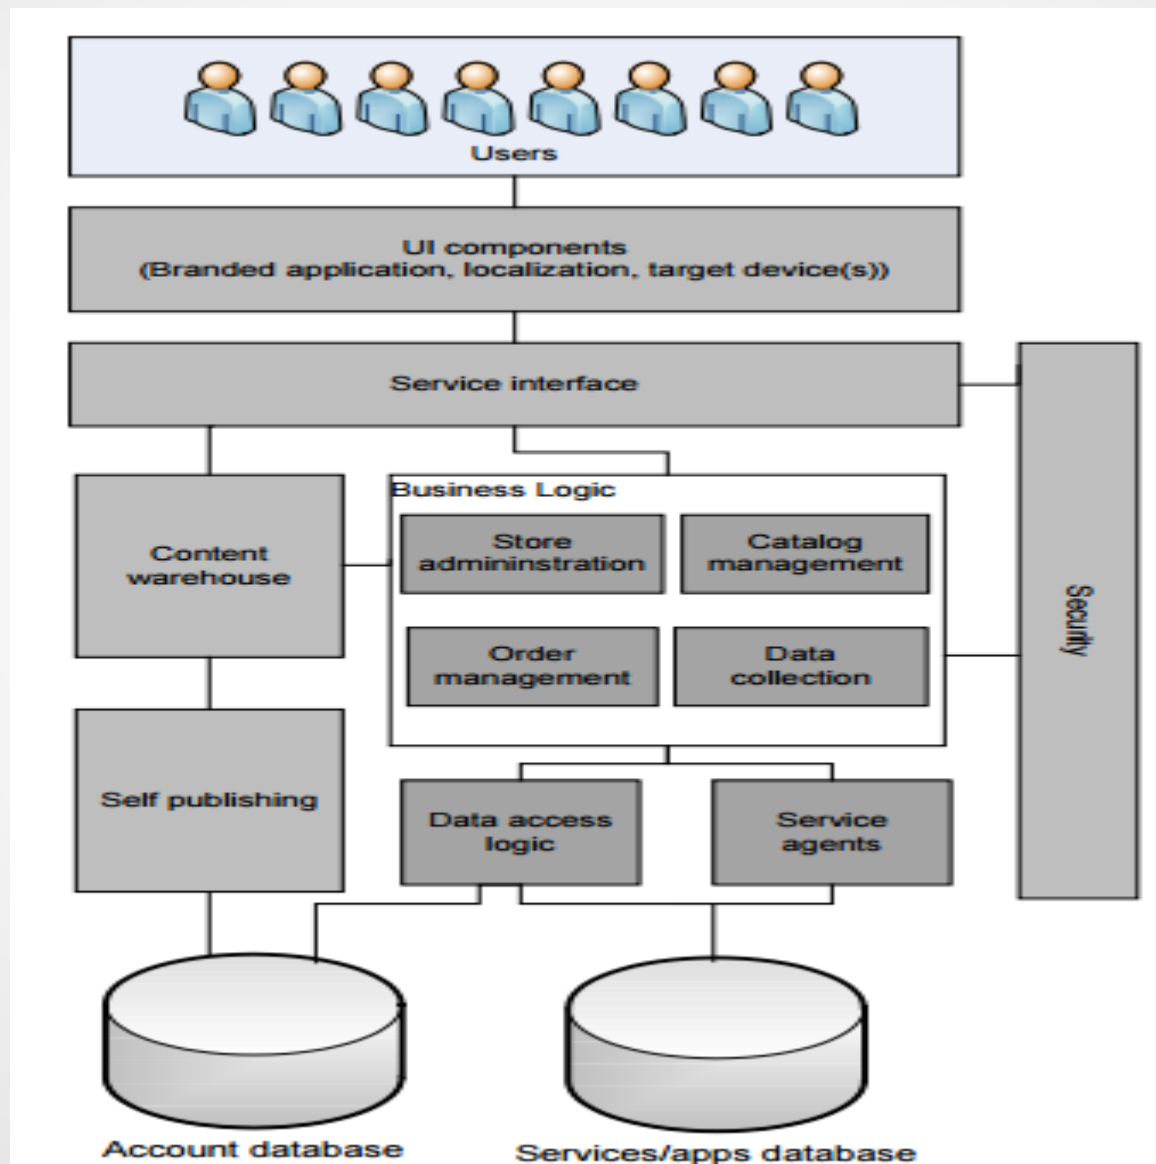 Users
UI components
(Branded application, localization, target device(s))
Service interface
Business Logic
Content
warehouse
Store
admininstration
Catalog
management
Order
management
Data
collection
Security
Self publishing
Data access
logic
Service
agents
Account database
Services/apps database